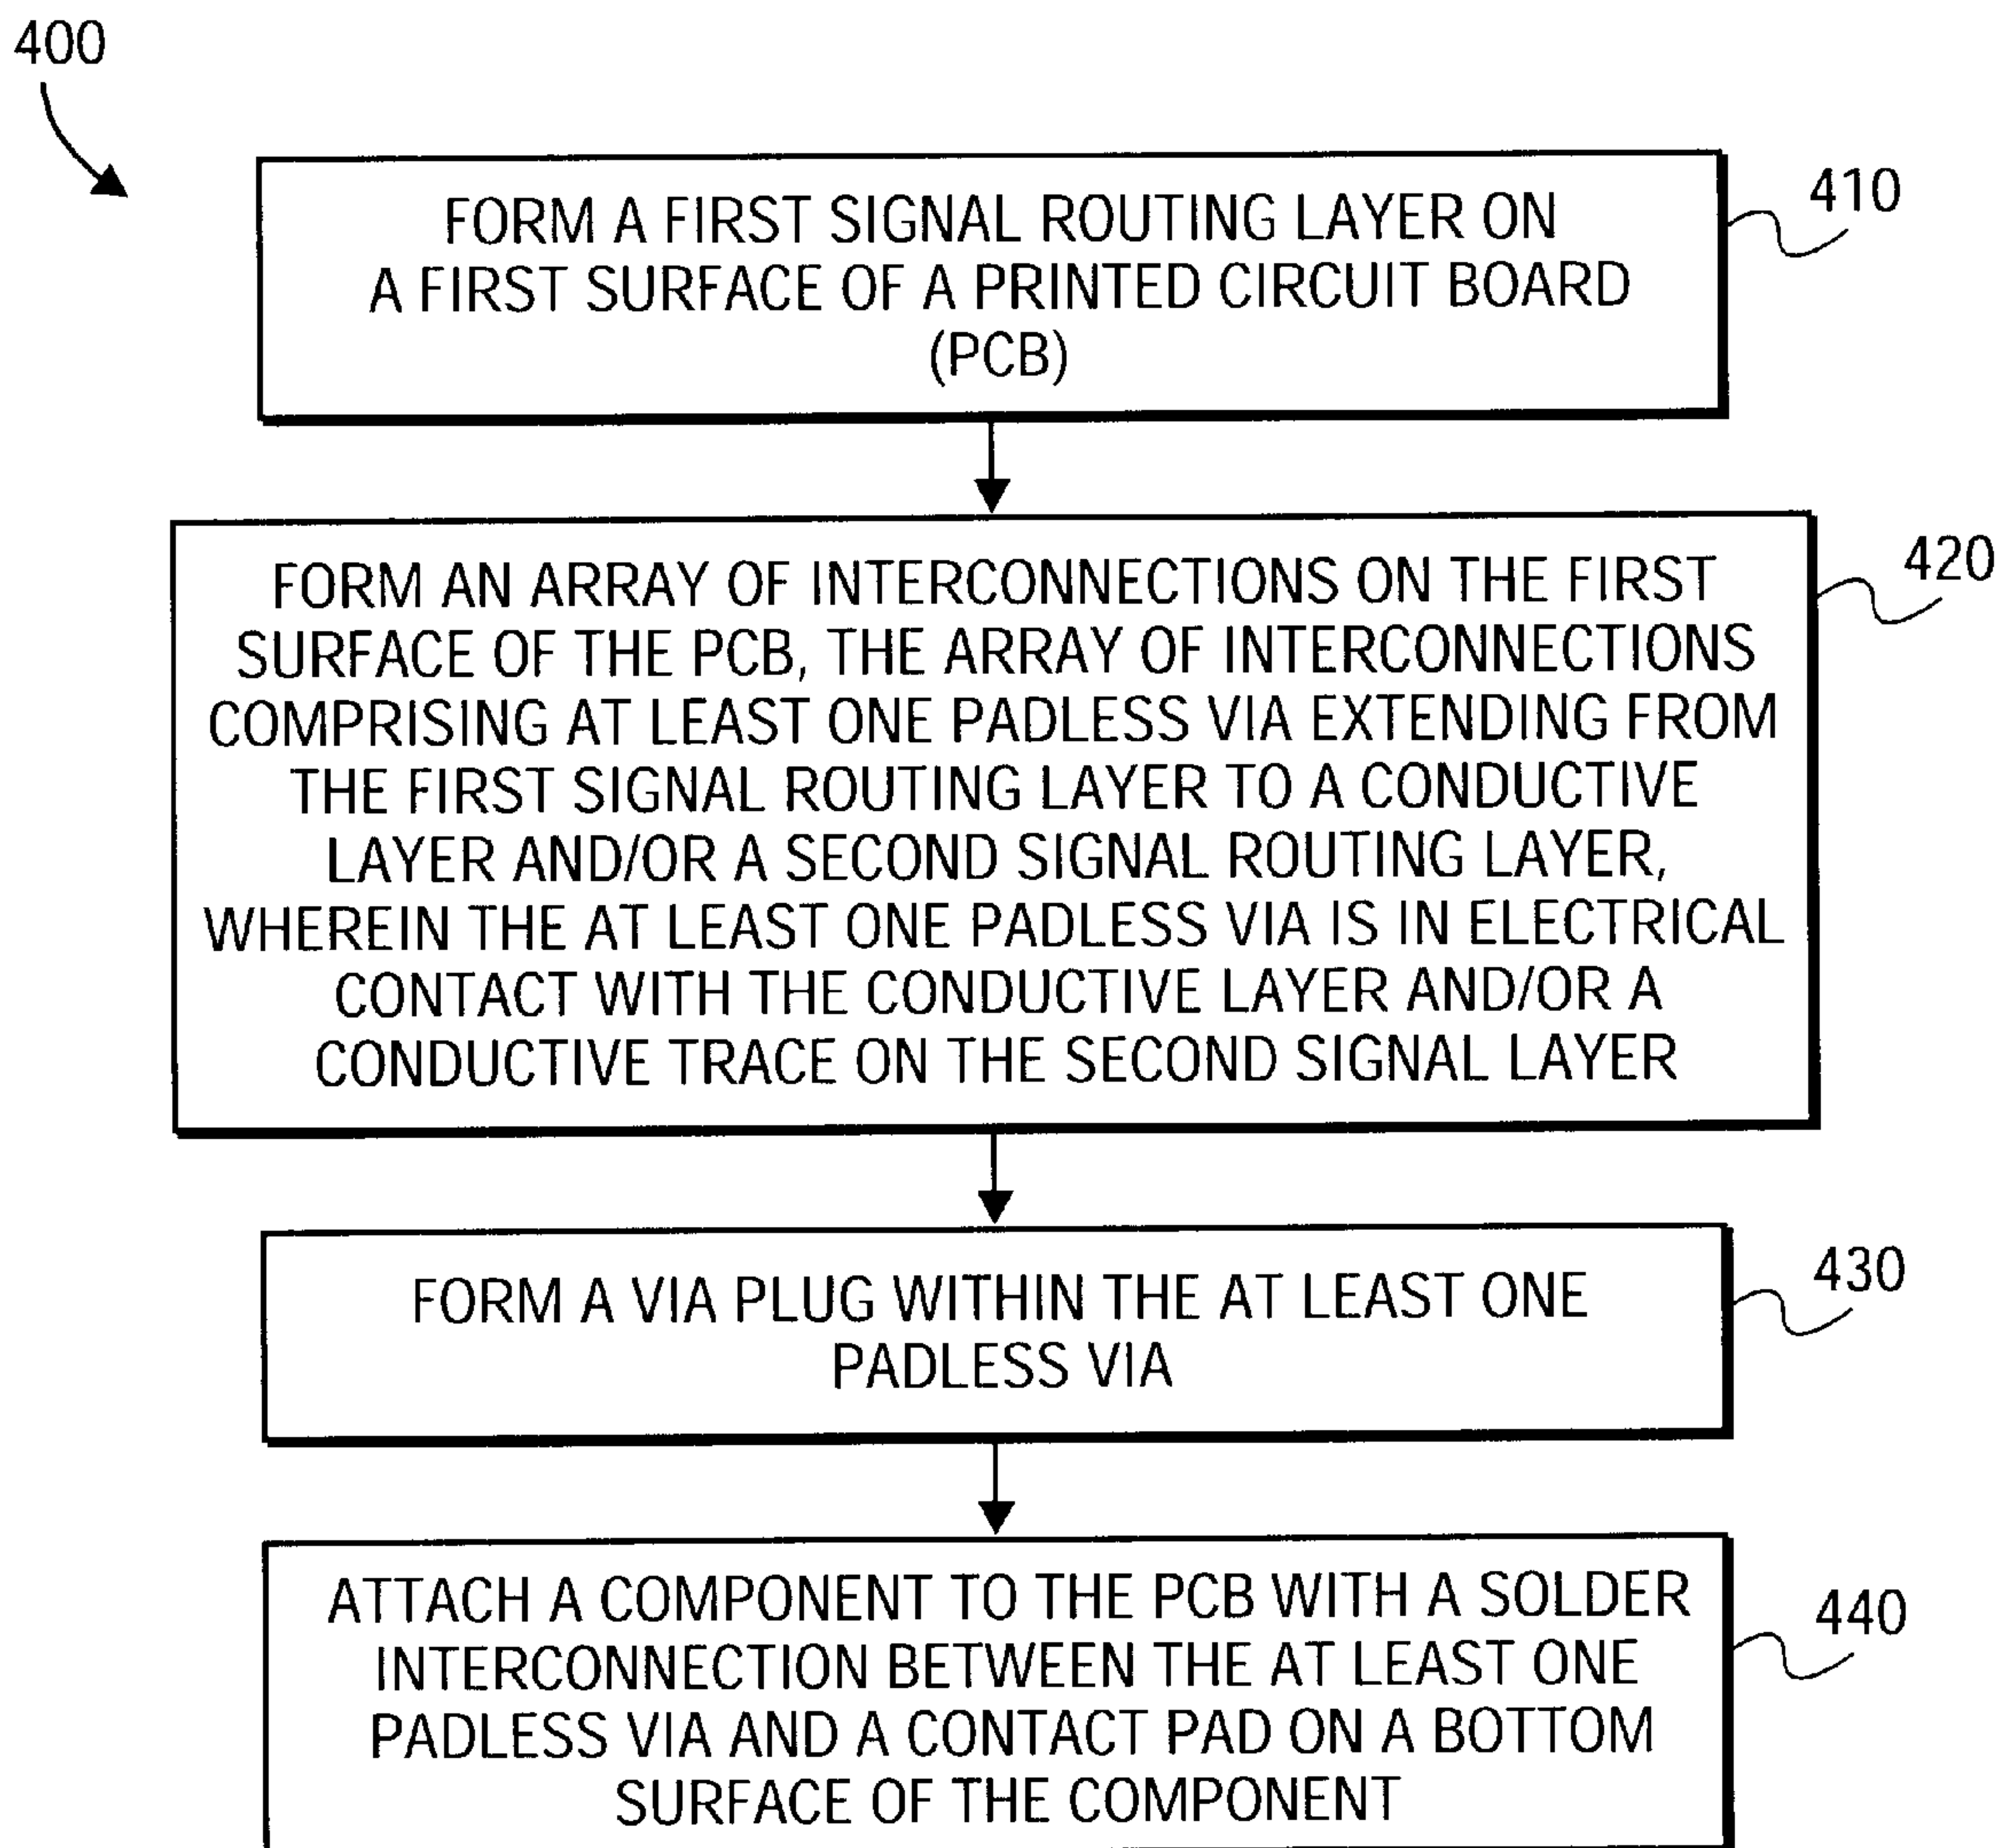 400
FORM A FIRST SIGNAL ROUTING LAYER ON
A FIRST SURFACE OF A PRINTED CIRCUIT BOARD
(PCB)
410
FORM AN ARRAY OF INTERCONNECTIONS ON THE FIRST
SURFACE OF THE PCB, THE ARRAY OF INTERCONNECTIONS
COMPRISING AT LEAST ONE PADLESS VIA EXTENDING FROM
THE FIRST SIGNAL ROUTING LAYER TO A CONDUCTIVE
LAYER AND/OR A SECOND SIGNAL ROUTING LAYER,
WHEREIN THE AT LEAST ONE PADLESS VIA IS IN ELECTRICAL
CONTACT WITH THE CONDUCTIVE LAYER AND/OR A
CONDUCTIVE TRACE ON THE SECOND SIGNAL LAYER
420
FORM A VIA PLUG WITHIN THE AT LEAST ONE
PADLESS VIA
430
ATTACH A COMPONENT TO THE PCB WITH A SOLDER
INTERCONNECTION BETWEEN THE AT LEAST ONE
PADLESS VIA AND A CONTACT PAD ON A BOTTOM
SURFACE OF THE COMPONENT
440